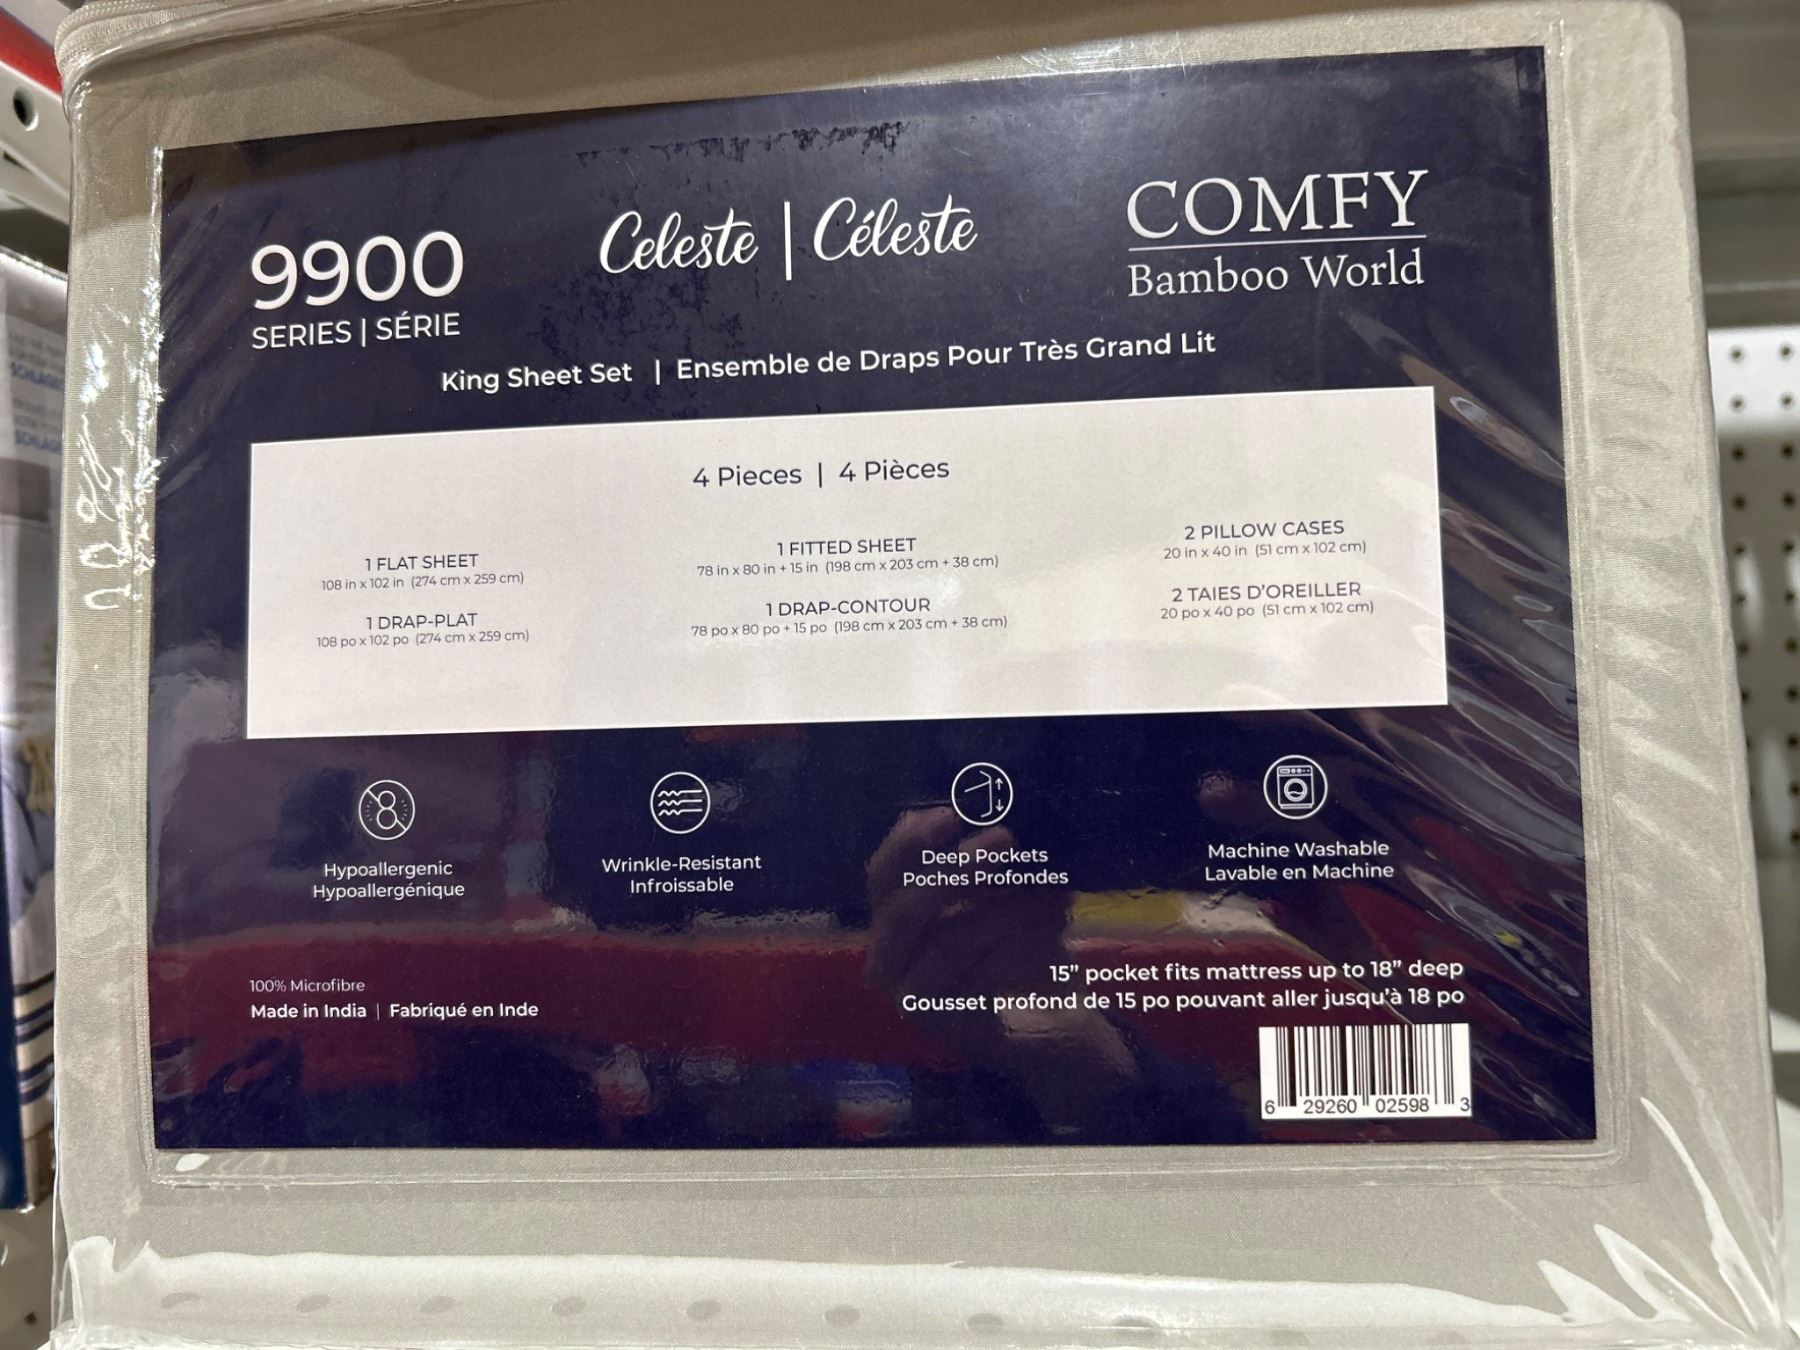 9900
SERIES | SÉRIE
Celeste | Céleste
COMFY
Bamboo World
King Sheet Set | Ensemble de Draps Pour Très Grand Lit
4 Pieces | 4 Pièces
1 FLAT SHEET
108 in x 102 in (274 cm x 259 cm)
1 DRAP-PLAT
108 po x 102 po (274 cm x 259 cm)
1 FITTED SHEET
78 in x 80 in + 15 in (198 cm x 203 cm + 38 cm)
1 DRAP-CONTOUR
78 po x 80 po + 15 po (198 cm x 203 cm + 38 cm)
2 PILLOW CASES
20 in x 40 in (51 cm x 102 cm)
2 TAIES D'OREILLER
20 po x 40 po (51 cm x 102 cm)
Hypoallergenic
Hypoallergénique
Wrinkle-Resistant
Infroissable
Deep Pockets
Poches Profondes
Machine Washable
Lavable en Machine
100% Microfibre
Made in India | Fabriqué en Inde
15” pocket fits mattress up to 18” deep
Gousset profond de 15 po pouvant aller jusqu'à 18 po
6 29260 02598 3